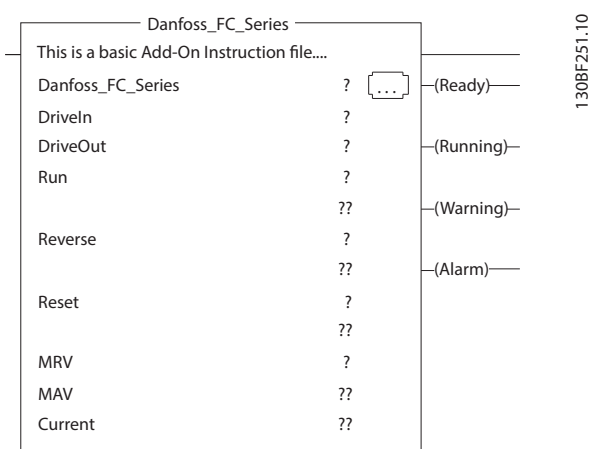 Danfoss_FC_Series
This is a basic Add-On Instruction file....
Danfoss_FC_Series ? ... (Ready)
DriveIn ?
DriveOut ? (Running)
Run ?
?? (Warning)
Reverse ?
?? (Alarm)
Reset ?
??
MRV ?
MAV ??
Current ??
130BF251.10